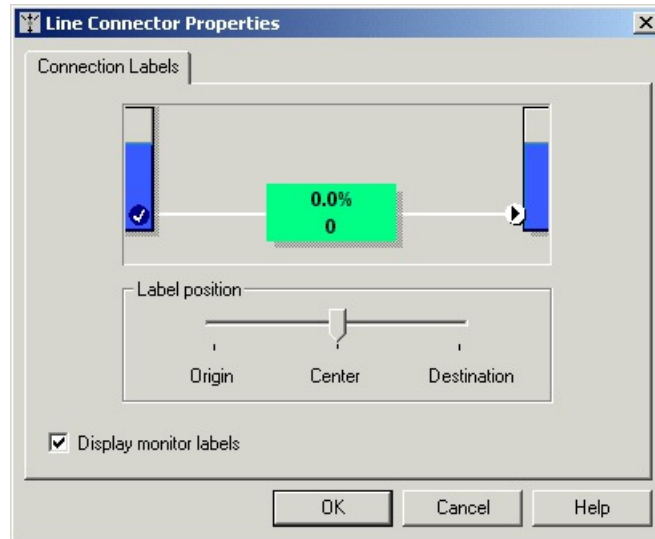 Line Connector Properties
Connection Labels
0.0%
0
Label position
Origin Center Destination
Display monitor labels
OK Cancel Help